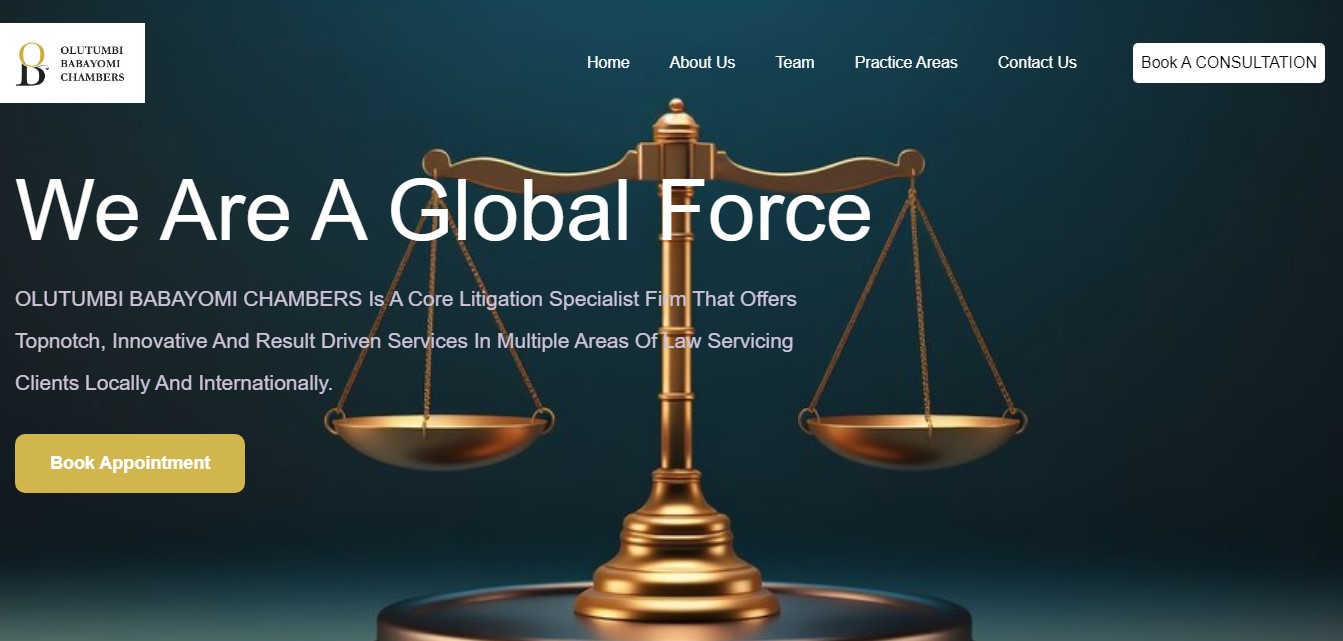 OLUTUMBI
BABAYOMI
CHAMBERS
Home About Us Team Practice Areas Contact Us Book A CONSULTATION
We Are A Global Force
OLUTUMBI BABAYOMI CHAMBERS Is A Core Litigation Specialist Firm That Offers
Topnotch, Innovative And Result Driven Services In Multiple Areas Of Law Servicing
Clients Locally And Internationally.
Book Appointment